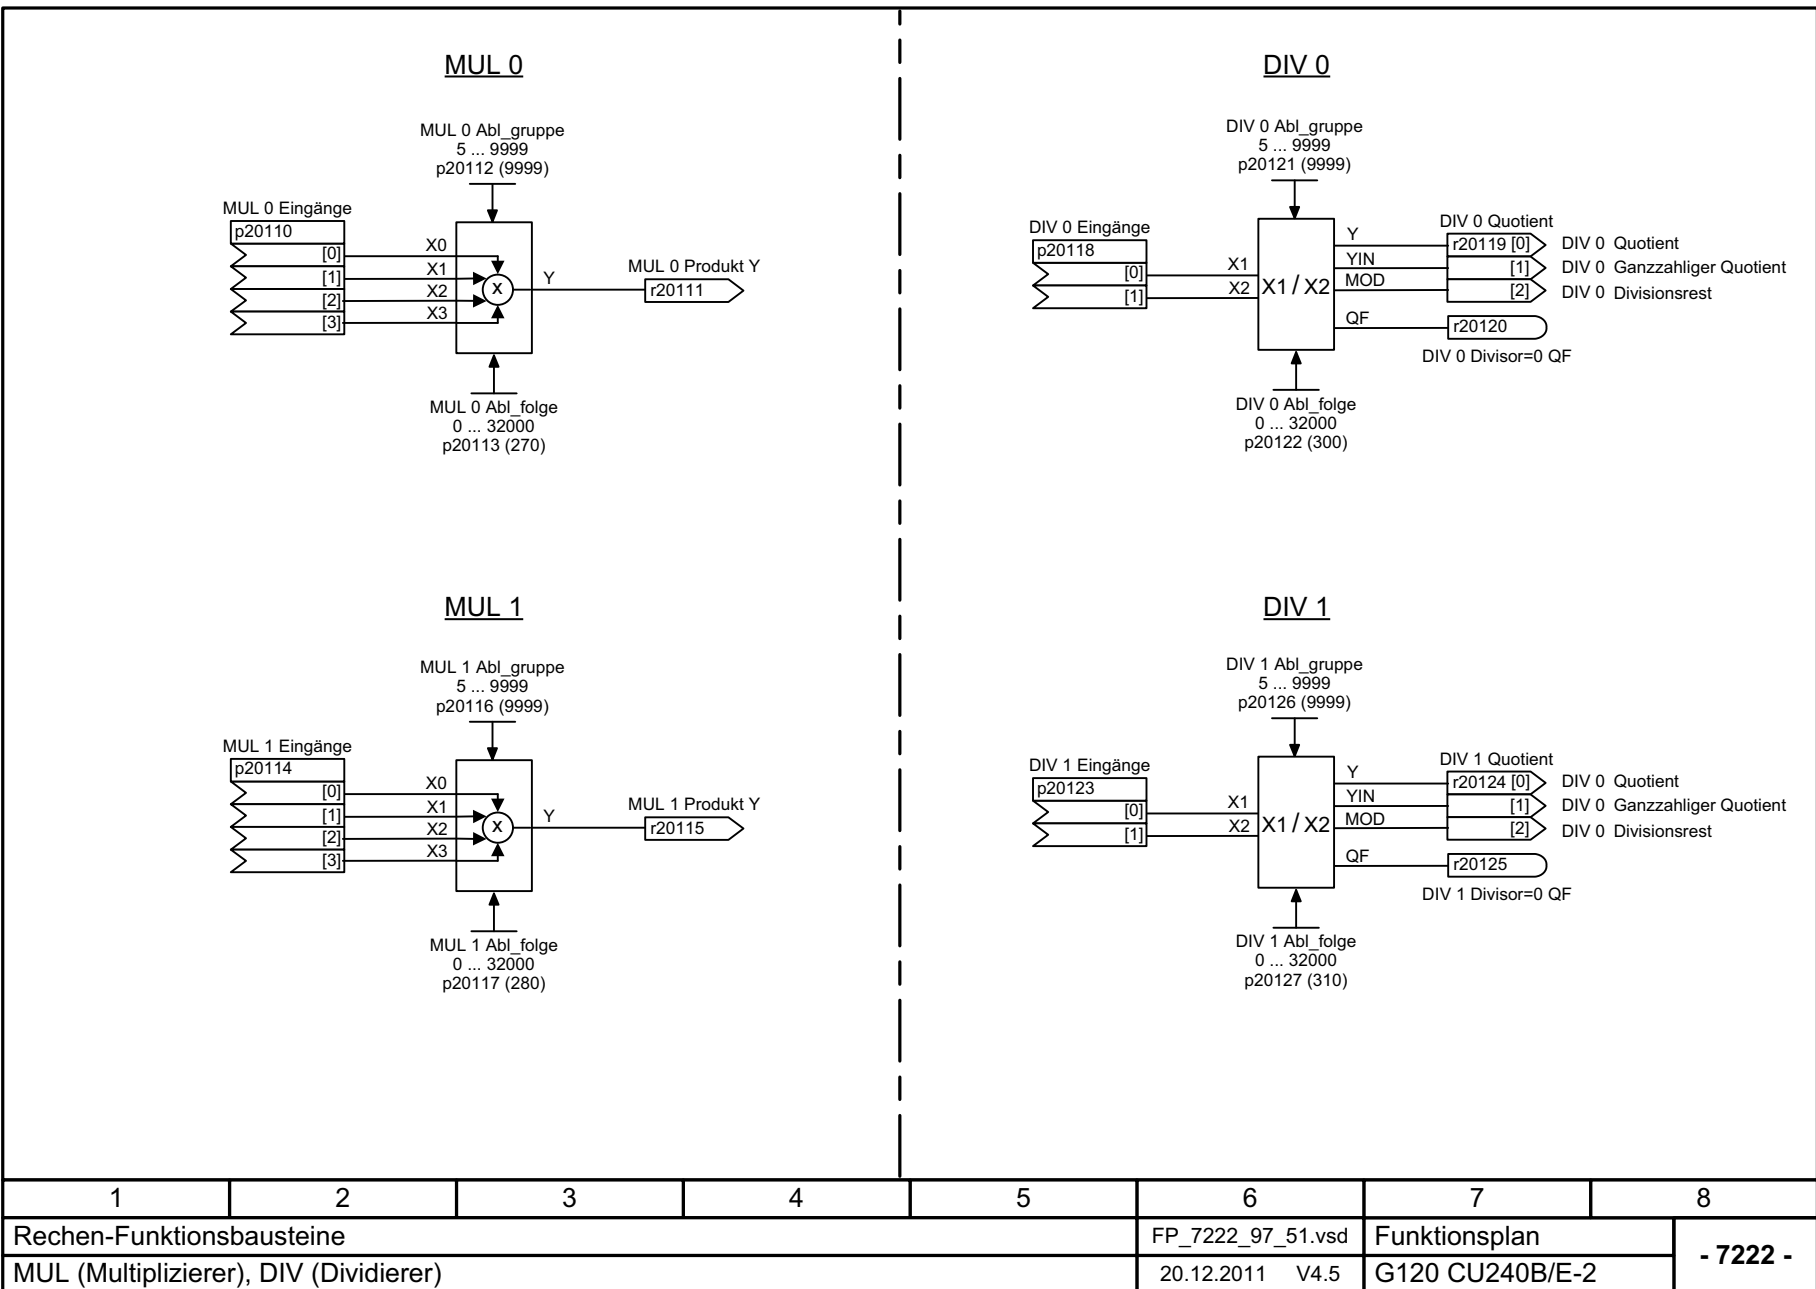 MUL 0
MUL 0 Abl_gruppe
5 ... 9999
p20112 (9999)
MUL 0 Eingänge
p20110
[0] X0
[1] X1
[2] X2
[3] X3
X
Y
MUL 0 Produkt Y
r20111
MUL 0 Abl_folge
0 ... 32000
p20113 (270)
DIV 0
DIV 0 Abl_gruppe
5 ... 9999
p20121 (9999)
DIV 0 Eingänge
p20118
[0] X1
[1] X2
X1 / X2
DIV 0 Quotient
Y r20119 [0] DIV 0 Quotient
YIN [1] DIV 0 Ganzzahliger Quotient
MOD [2] DIV 0 Divisionsrest
QF r20120
DIV 0 Divisor=0 QF
DIV 0 Abl_folge
0 ... 32000
p20122 (300)
MUL 1
MUL 1 Abl_gruppe
5 ... 9999
p20116 (9999)
MUL 1 Eingänge
p20114
[0] X0
[1] X1
[2] X2
[3] X3
X
Y
MUL 1 Produkt Y
r20115
MUL 1 Abl_folge
0 ... 32000
p20117 (280)
DIV 1
DIV 1 Abl_gruppe
5 ... 9999
p20126 (9999)
DIV 1 Eingänge
p20123
[0] X1
[1] X2
X1 / X2
DIV 1 Quotient
Y r20124 [0] DIV 0 Quotient
YIN [1] DIV 0 Ganzzahliger Quotient
MOD [2] DIV 0 Divisionsrest
QF r20125
DIV 1 Divisor=0 QF
DIV 1 Abl_folge
0 ... 32000
p20127 (310)
1 2 3 4 5 6 7 8
Rechen-Funktionsbausteine FP_7222_97_51.vsd Funktionsplan
- 7222 -
MUL (Multiplizierer), DIV (Dividierer) 20.12.2011 V4.5 G120 CU240B/E-2